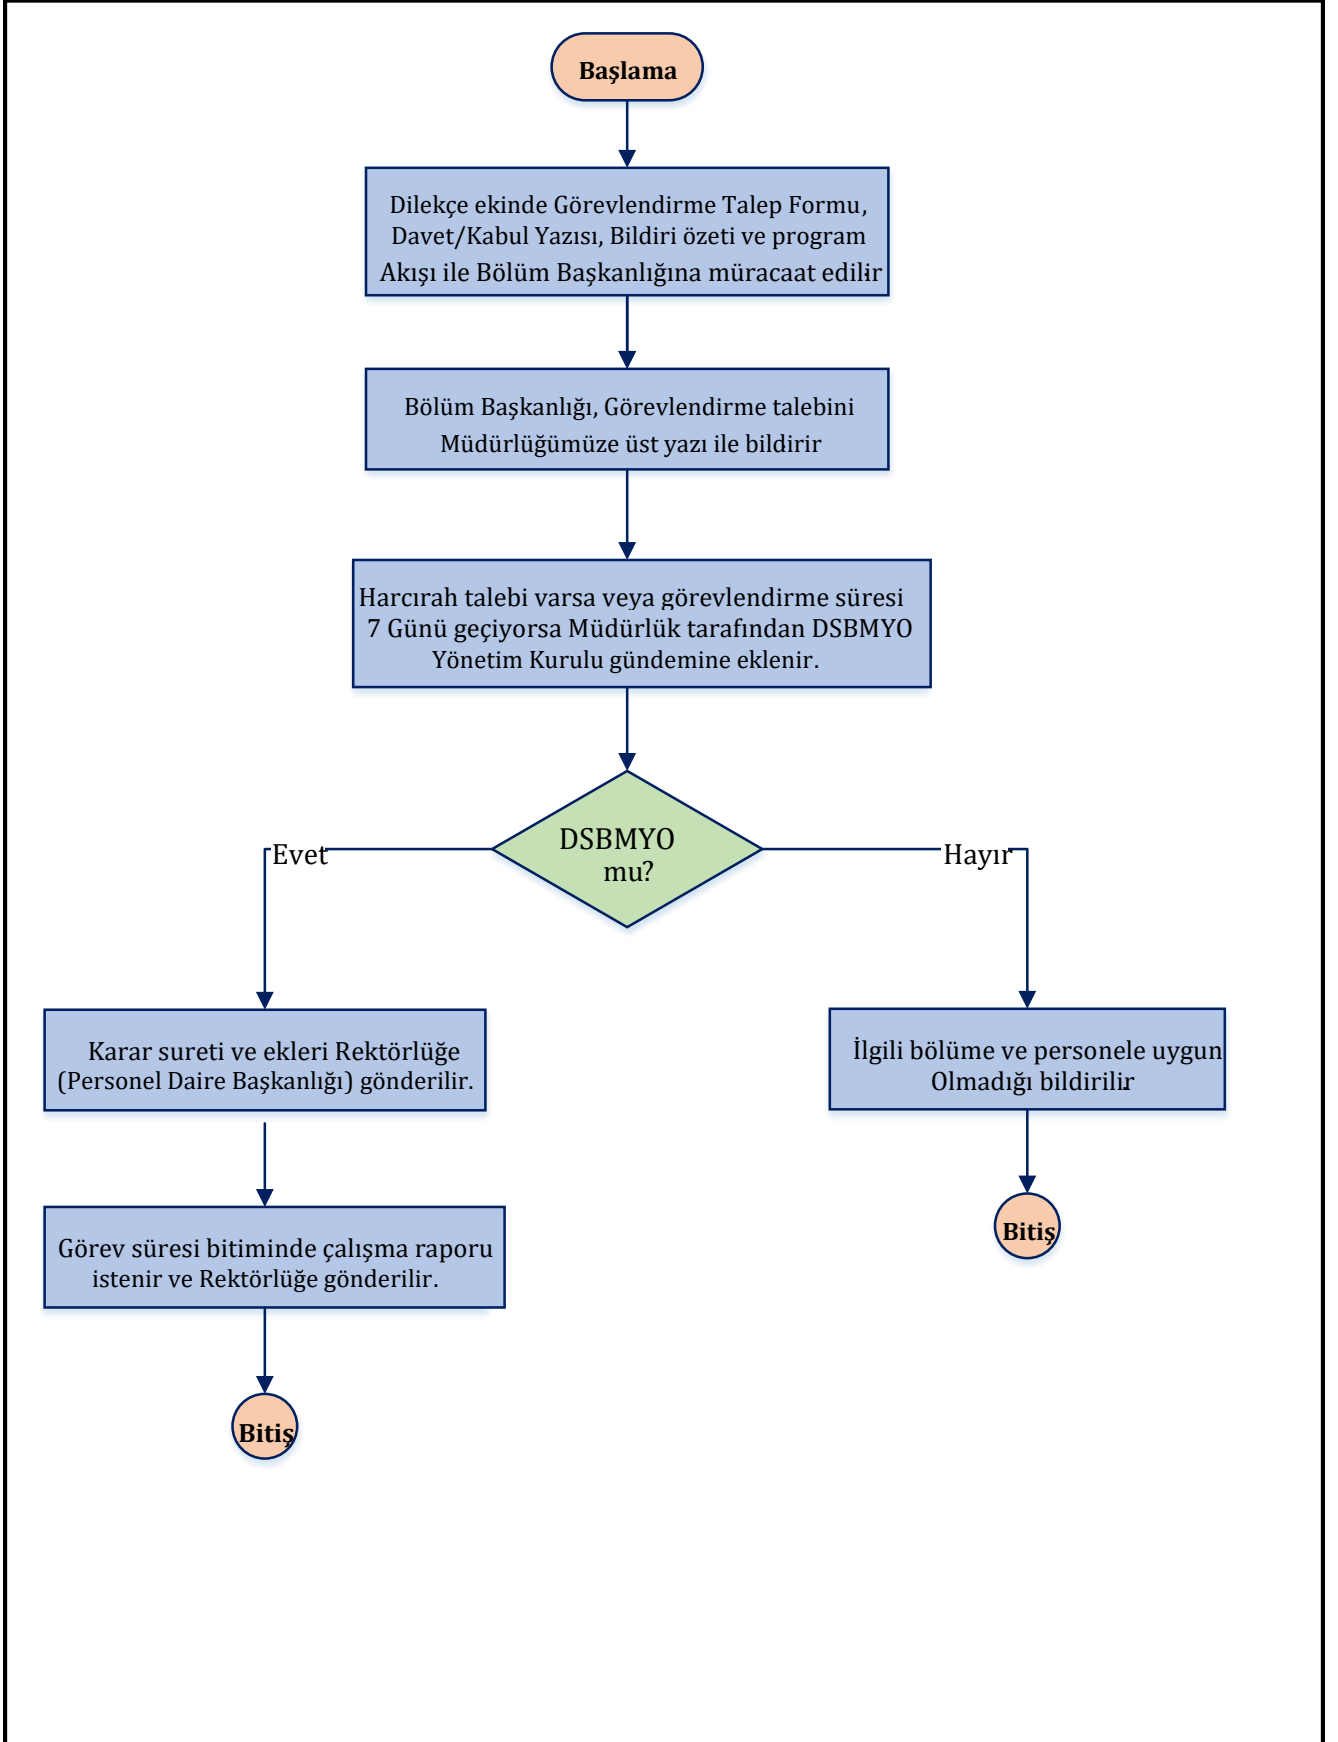 Başlama
Dilekçe ekinde Görevlendirme Talep Formu,
Davet/Kabul Yazısı, Bildiri özeti ve program
Akışı ile Bölüm Başkanlığına müracaat edilir
Bölüm Başkanlığı, Görevlendirme talebini
Müdürlüğümüze üst yazı ile bildirir
Harcırah talebi varsa veya görevlendirme süresi
7 Günü geçiyorsa Müdürlük tarafından DSBMYO
Yönetim Kurulu gündemine eklenir.
DSBMYO
mu?
Evet
Hayır
Karar sureti ve ekleri Rektörlüğe
(Personel Daire Başkanlığı) gönderilir.
İlgili bölüme ve personele uygun
Olmadığı bildirilir
Görev süresi bitiminde çalışma raporu
istenir ve Rektörlüğe gönderilir.
Bitiş
Bitiş